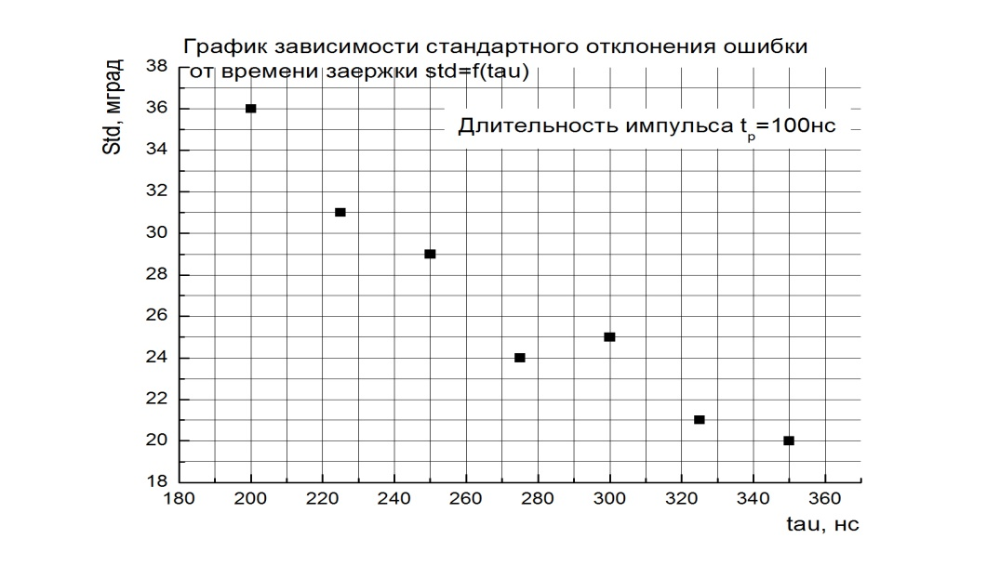 График зависимости стандартного отклонения ошибки
от времени заержки std=f(tau)
Длительность импульса tp=100нс
Std, мград
38
36
34
32
30
28
26
24
22
20
18
180 200 220 240 260 280 300 320 340 360
tau, нс